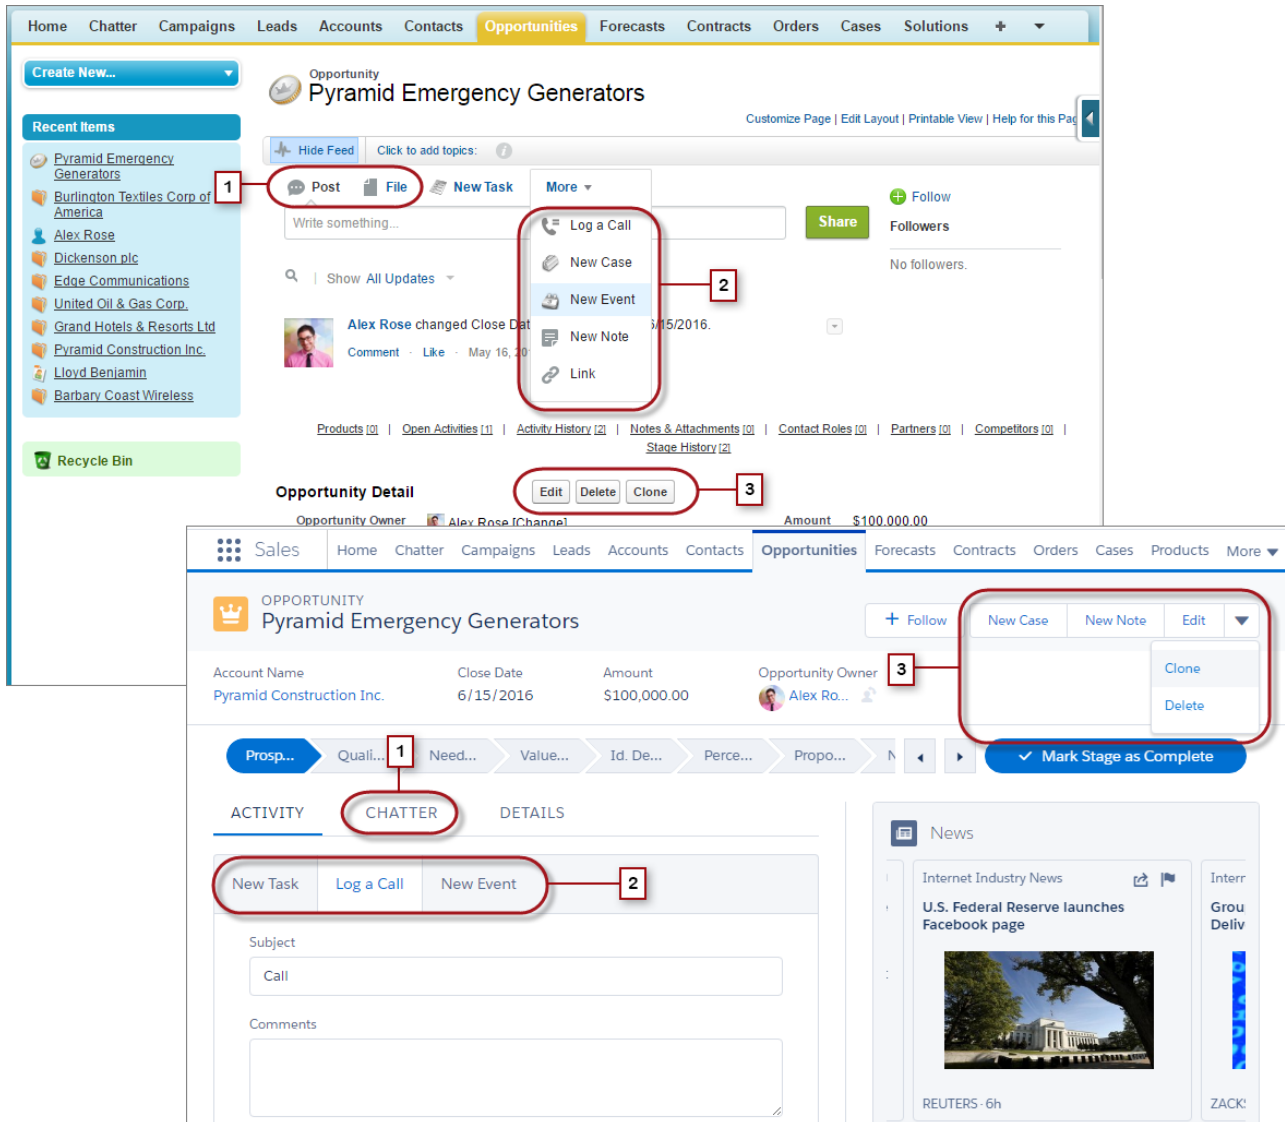 Home Chatter Campaigns Leads Accounts Contacts Opportunities Forecasts Contracts Orders Cases Solutions +
Create New...
Opportunity
Pyramid Emergency Generators
Customize Page | Edit Layout | Printable View | Help for this Pag
Recent Items
Pyramid Emergency
Generators
Burlington Textiles Corp of
America
Alex Rose
Dickenson plc
Edge Communications
United Oil & Gas Corp.
Grand Hotels & Resorts Ltd
Pyramid Construction Inc.
Lloyd Benjamin
Barbary Coast Wireless
Recycle Bin
Hide Feed Click to add topics:
1
Post File New Task More
Write something...
Share
Log a Call
New Case
New Event
New Note
Link
2
Follow
Followers
No followers.
Show All Updates
Alex Rose changed Close Dat 6/15/2016.
Comment · Like · May 16, 20
Products [0] | Open Activities [1] | Activity History [2] | Notes & Attachments [0] | Contact Roles [0] | Partners [0] | Competitors [0] |
Stage History [2]
Opportunity Detail Edit Delete Clone
3
Opportunity Owner Alex Rose [Change] Amount $100,000.00
Sales Home Chatter Campaigns Leads Accounts Contacts Opportunities Forecasts Contracts Orders Cases Products More
OPPORTUNITY
Pyramid Emergency Generators
+ Follow New Case New Note Edit
Clone
Delete
3
Account Name Close Date Amount Opportunity Owner
Pyramid Construction Inc. 6/15/2016 $100,000.00 Alex Ro...
1
Prosp... Quali... Need... Value... Id. De... Perce... Propo... N Mark Stage as Complete
ACTIVITY CHATTER DETAILS
New Task Log a Call New Event
2
Subject
Call
Comments
News
Internet Industry News
U.S. Federal Reserve launches
Facebook page
REUTERS · 6h
Interr
Grou
Deliv
ZACKS